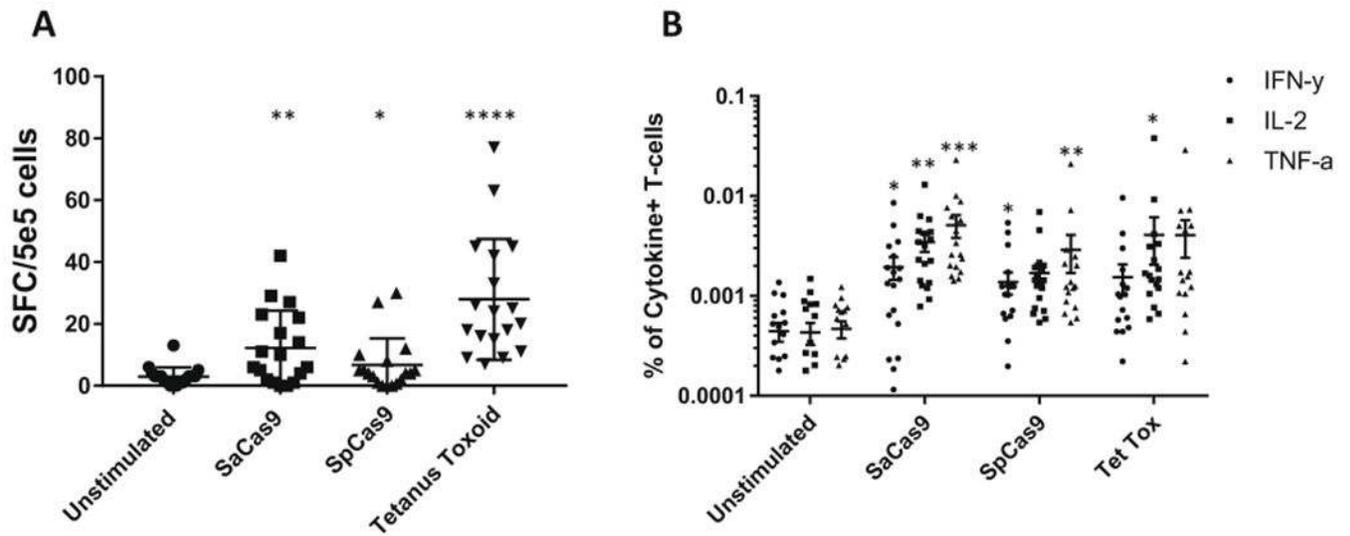 A
B
SFC/5e5 cells
100
80
60
40
20
0
** * ****
Unstimulated
SaCas9
SpCas9
Tetanus Toxoid
% of Cytokine+ T-cells
0.1
0.01
0.001
0.0001
* ** *** * ** *
Unstimulated
SaCas9
SpCas9
Tet Tox
IFN-y
IL-2
TNF-a